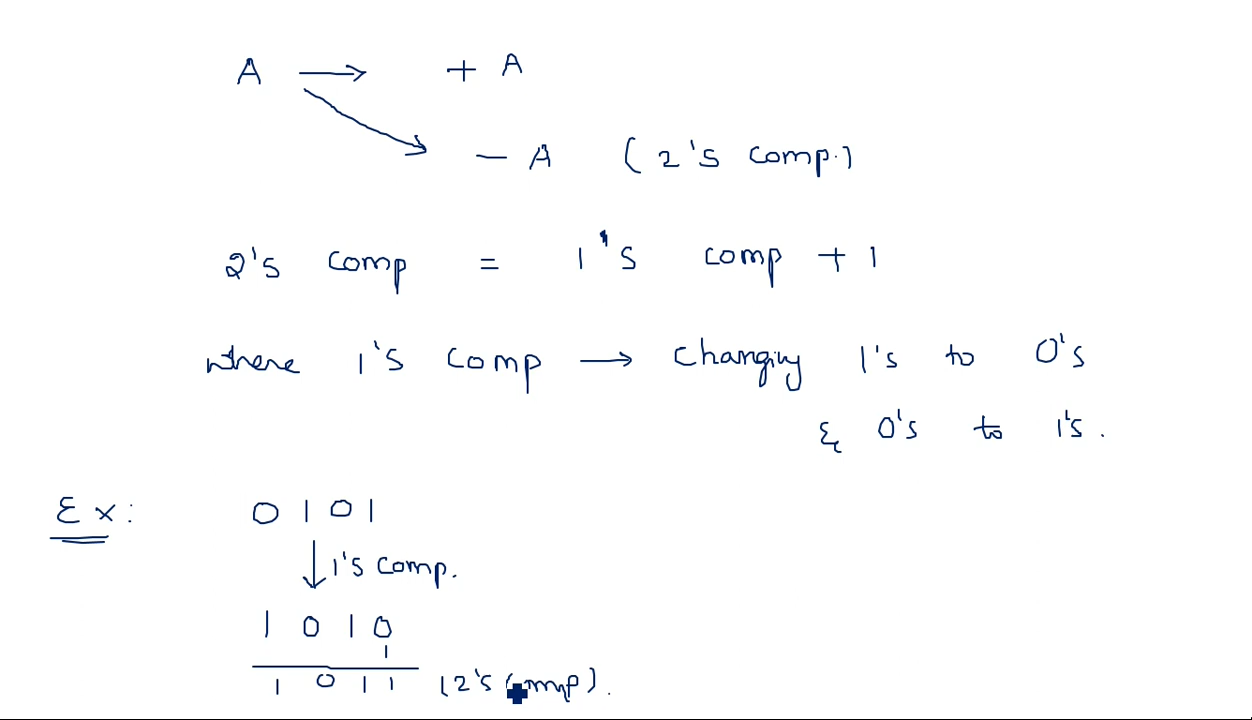 A → + A
− A (2's comp.)
2's comp = 1's comp + 1
where 1's comp → changing 1's to 0's
& 0's to 1's.
Ex: 0 1 0 1
↓ 1's comp.
1 0 1 0
1
1 0 1 1 (2's comp).